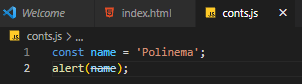 Welcome index.html conts.js
conts.js > ...
1 const name = 'Polinema';
2 alert(name);